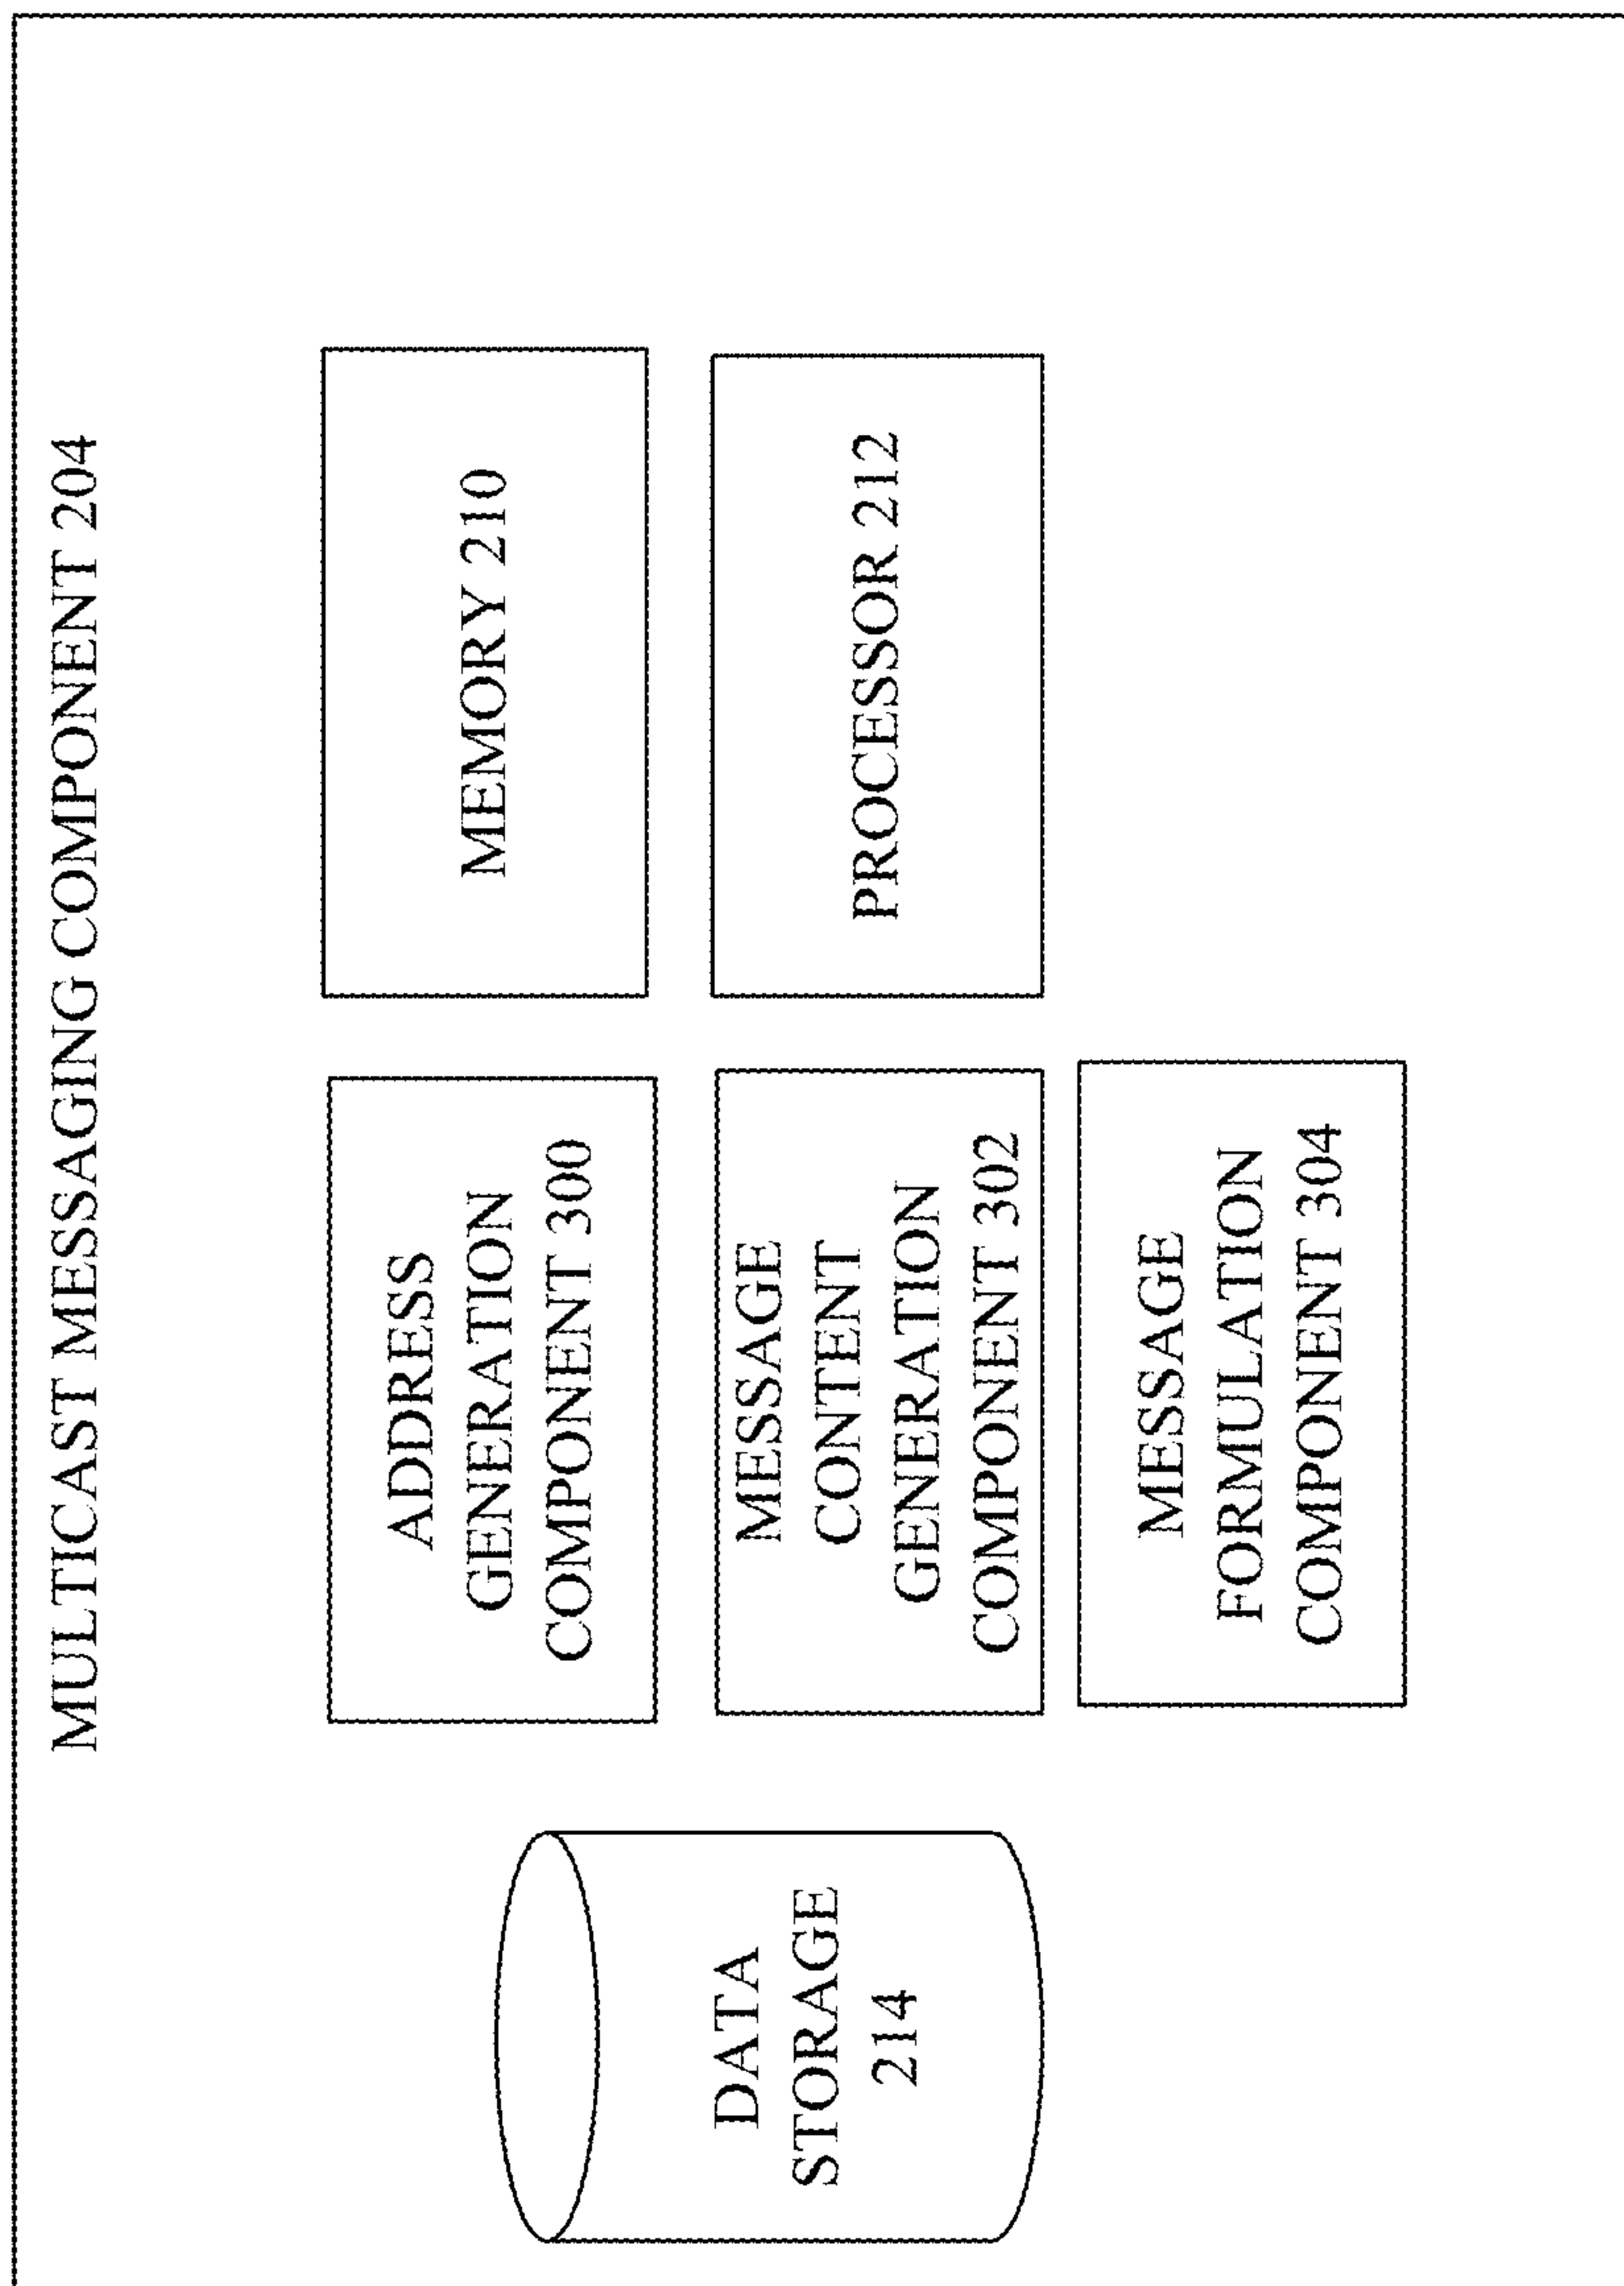 MULTICAST MESSAGING COMPONENT 204
DATA
STORAGE
214
ADDRESS
GENERATION
COMPONENT 300
MEMORY 210
MESSAGE
CONTENT
GENERATION
COMPONENT 302
PROCESSOR 212
MESSAGE
FORMULATION
COMPONENT 304